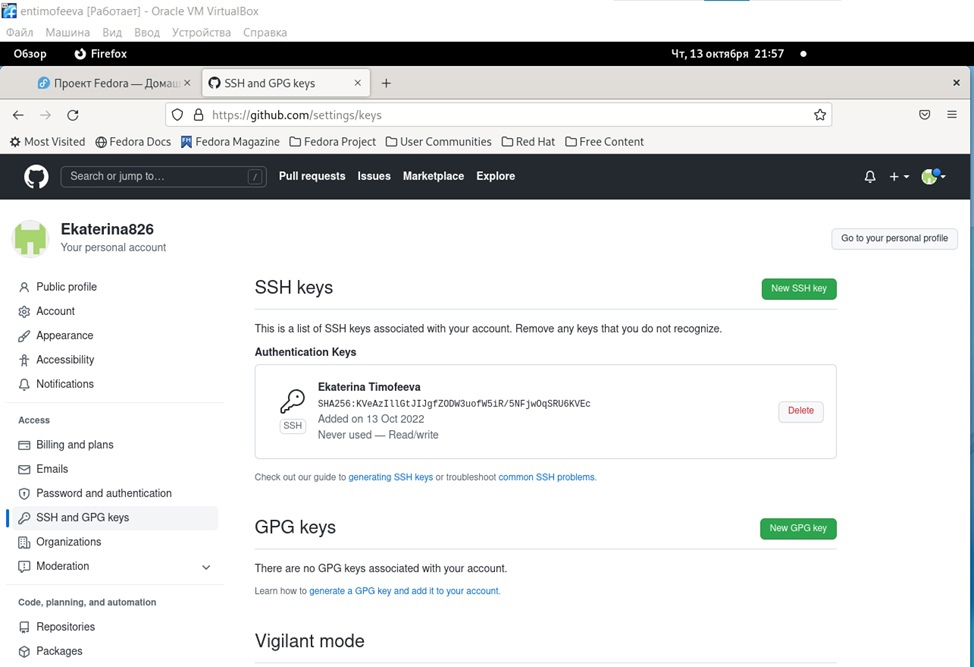 entimofeeva [Работает] - Oracle VM VirtualBox
Файл Машина Вид Ввод Устройства Справка
Обзор Firefox Чт, 13 октября 21:57
Проект Fedora — Домаш SSH and GPG keys
https://github.com/settings/keys
Most Visited Fedora Docs Fedora Magazine Fedora Project User Communities Red Hat Free Content
Search or jump to… / Pull requests Issues Marketplace Explore
Ekaterina826
Your personal account
Go to your personal profile
Public profile
Account
Appearance
Accessibility
Notifications
Access
Billing and plans
Emails
Password and authentication
SSH and GPG keys
Organizations
Moderation
Code, planning, and automation
Repositories
Packages
SSH keys
New SSH key
This is a list of SSH keys associated with your account. Remove any keys that you do not recognize.
Authentication Keys
Ekaterina Timofeeva
SHA256:KVeAzIllGtJIJgfZODW3uofW5iR/5NFjwOqSRU6KVEc
Added on 13 Oct 2022
Never used — Read/write
SSH
Delete
Check out our guide to generating SSH keys or troubleshoot common SSH problems.
GPG keys
New GPG key
There are no GPG keys associated with your account.
Learn how to generate a GPG key and add it to your account.
Vigilant mode